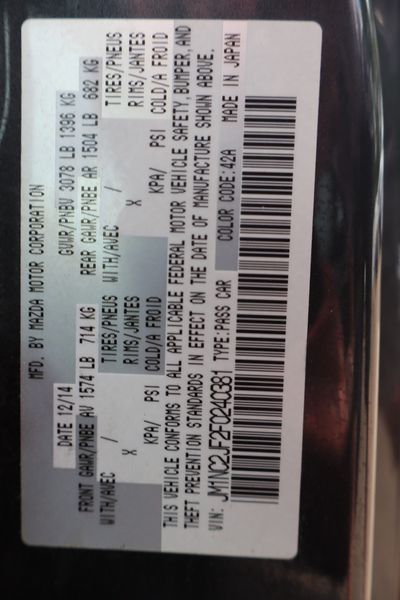 MFD. BY MAZDA MOTOR CORPORATION
DATE 12/14 GVWR/PNBV 3078 LB 1396 KG
FRONT GAWR/PNBE AV 1574 LB 714 KG REAR GAWR/PNBE AR 1504 LB 682 KG
WITH/AVEC / TIRES/PNEUS WITH/AVEC / TIRES/PNEUS
X RIMS/JANTES X RIMS/JANTES
KPA/ PSI COLD/A FROID KPA/ PSI COLD/A FROID
THIS VEHICLE CONFORMS TO ALL APPLICABLE FEDERAL MOTOR VEHICLE SAFETY, BUMPER, AND
THEFT PREVENTION STANDARDS IN EFFECT ON THE DATE OF MANUFACTURE SHOWN ABOVE.
VIN: JM1NC2JF2F0240381 TYPE:PASS CAR COLOR CODE:42A MADE IN JAPAN